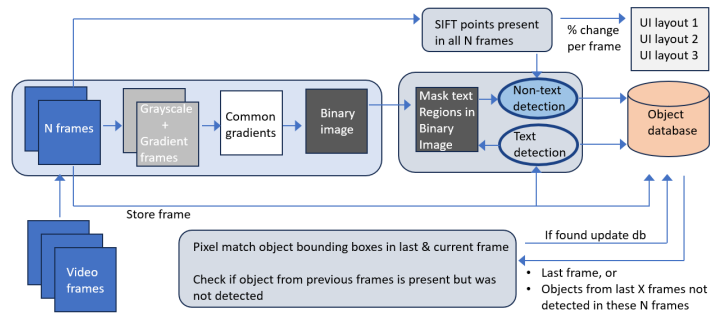 SIFT points present
in all N frames
% change
per frame
UI layout 1
UI layout 2
UI layout 3
N frames
Grayscale
+
Gradient
frames
Common
gradients
Binary
image
Mask text
Regions in
Binary
Image
Non-text
detection
Text
detection
Object
database
Store frame
Video
frames
Pixel match object bounding boxes in last & current frame
Check if object from previous frames is present but was
not detected
If found update db
• Last frame, or
• Objects from last X frames not
detected in these N frames